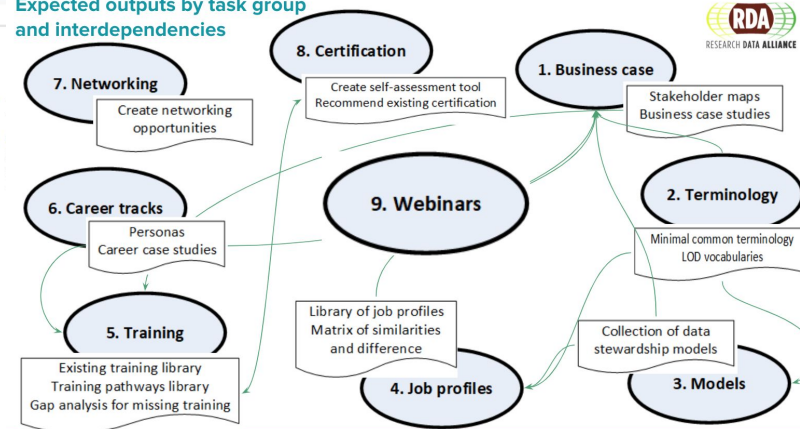 Expected outputs by task group
and interdependencies
RDA
RESEARCH DATA ALLIANCE
8. Certification
Create self-assessment tool
Recommend existing certification
1. Business case
Stakeholder maps
Business case studies
7. Networking
Create networking
opportunities
2. Terminology
Minimal common terminology
LOD vocabularies
9. Webinars
6. Career tracks
Personas
Career case studies
5. Training
Existing training library
Training pathways library
Gap analysis for missing training
Library of job profiles
Matrix of similarities
and difference
4. Job profiles
Collection of data
stewardship models
3. Models